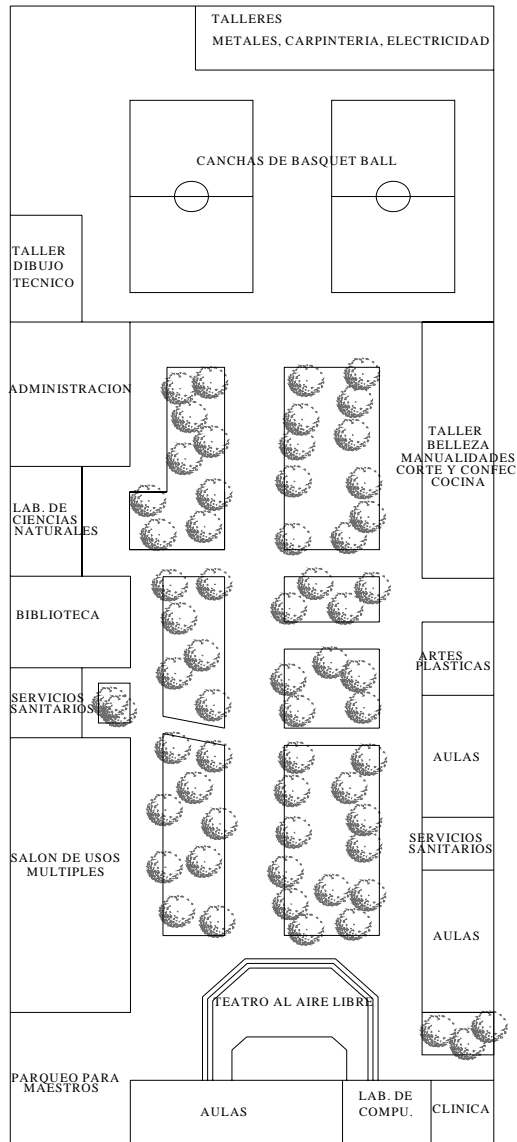 TALLERES
METALES, CARPINTERIA, ELECTRICIDAD
CANCHAS DE BASQUET BALL
TALLER
DIBUJO
TECNICO
ADMINISTRACION
TALLER
BELLEZA
MANUALIDADES
CORTE Y CONFEC
COCINA
LAB. DE
CIENCIAS
NATURALES
BIBLIOTECA
ARTES
PLASTICAS
SERVICIOS
SANITARIOS
AULAS
SERVICIOS
SANITARIOS
SALON DE USOS
MULTIPLES
AULAS
TEATRO AL AIRE LIBRE
PARQUEO PARA
MAESTROS
AULAS
LAB. DE
COMPU.
CLINICA